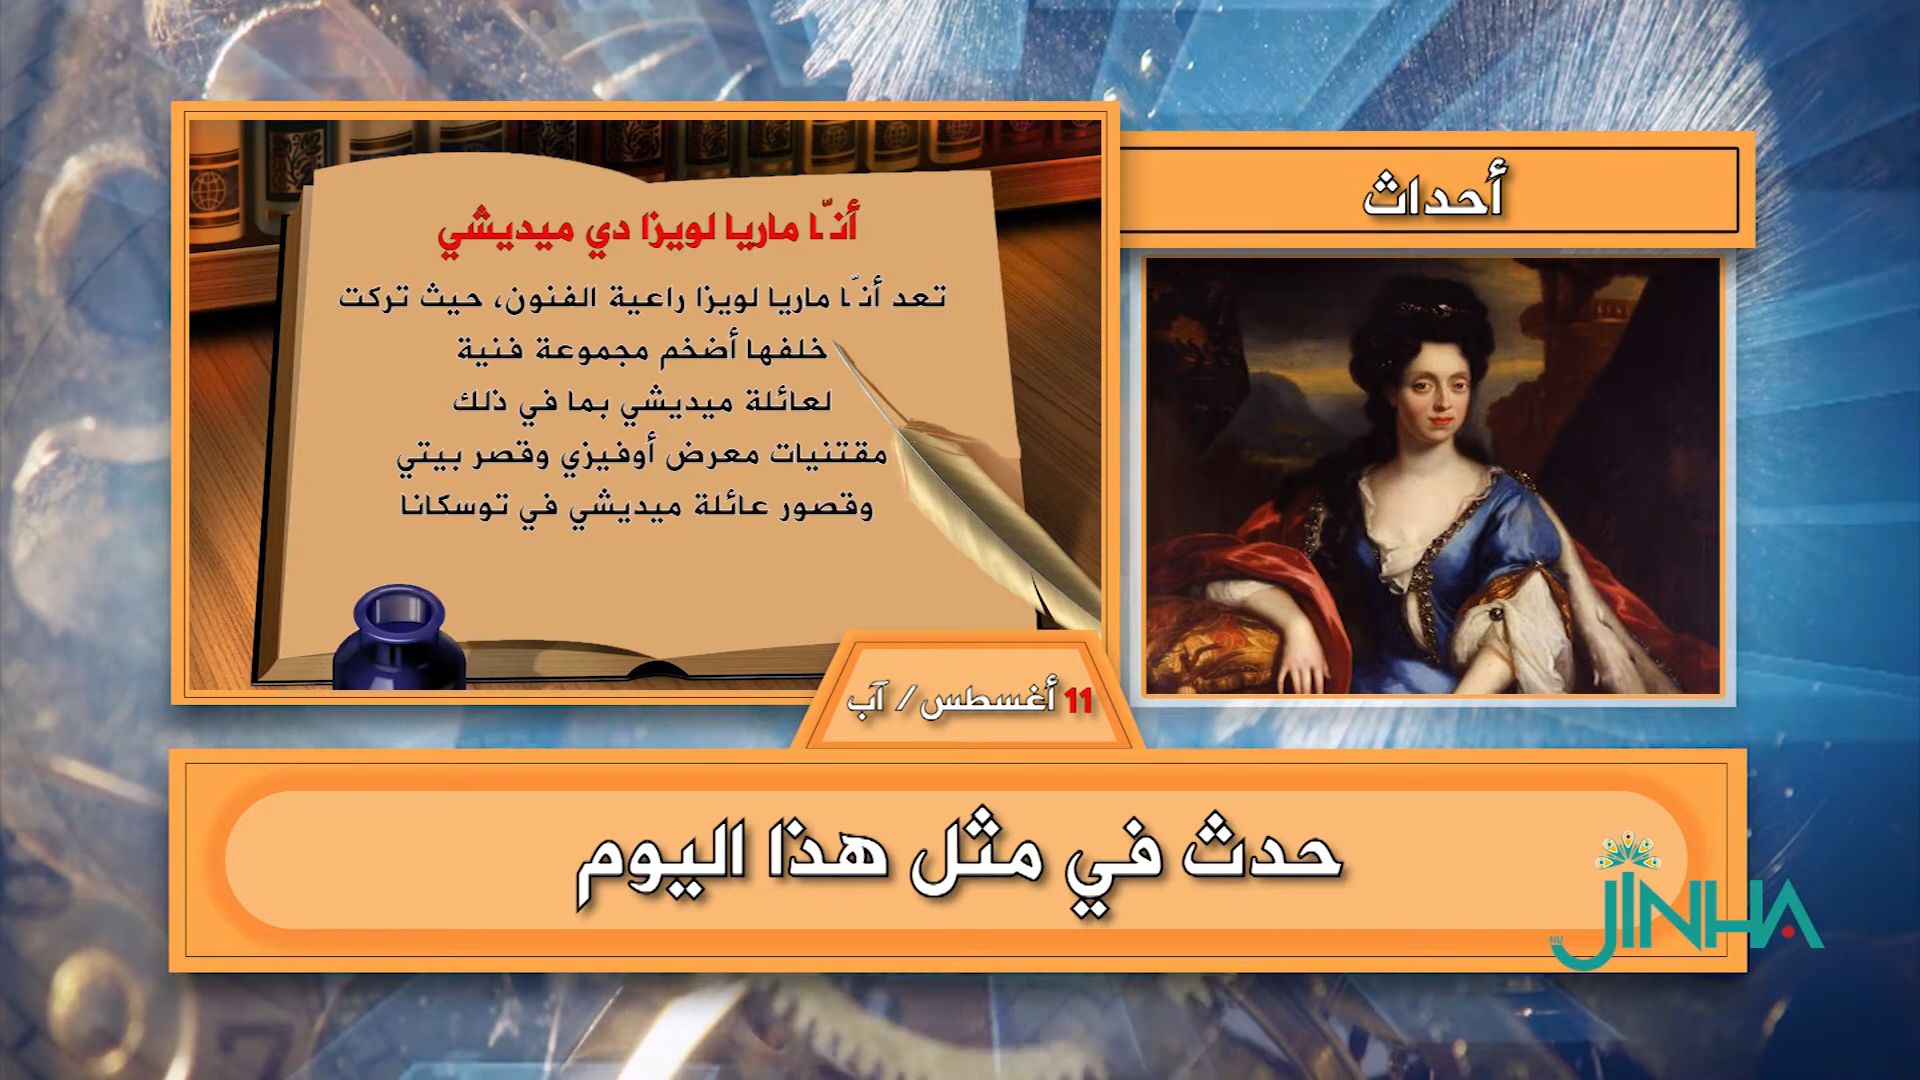 أحداث
أنّا ماريا لويزا دي ميديشي
تعد أنّا ماريا لويزا راعية الفنون، حيث تركت
خلفها أضخم مجموعة فنية
لعائلة ميديشي بما في ذلك
مقتنيات معرض أوفيزي وقصر بيتي
وقصور عائلة ميديشي في توسكانا
11 أغسطس / آب
حدث في مثل هذا اليوم
NU
JINHA